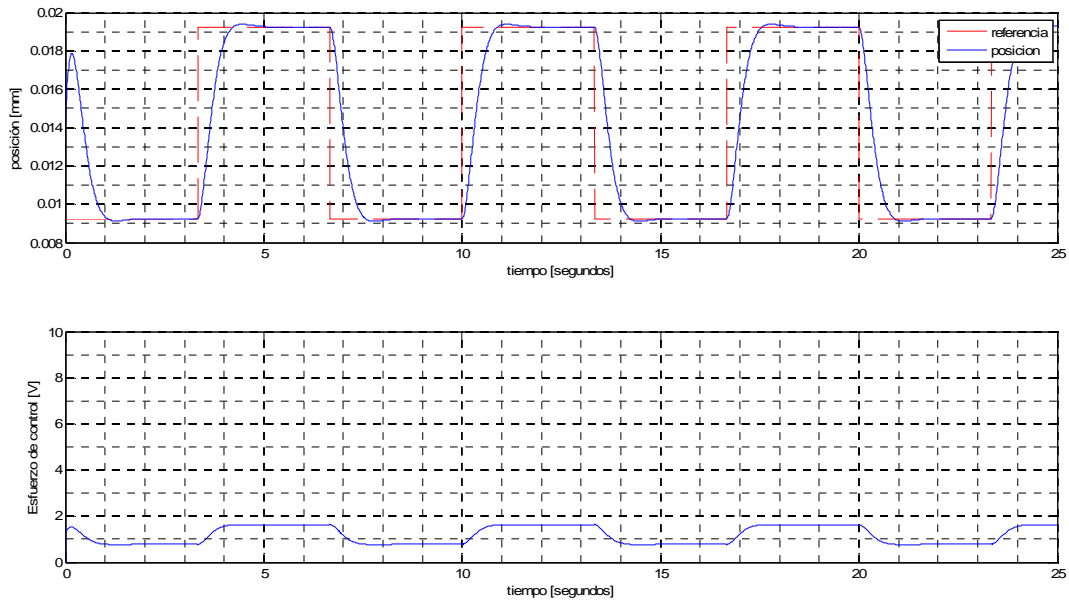 0.02
0.018
0.016
0.014
0.012
0.01
0.008
posición [mm]
referencia
posicion
0 5 10 15 20 25
tiempo [segundos]
10
8
6
4
2
0
Esfuerzo de control [V]
0 5 10 15 20 25
tiempo [segundos]